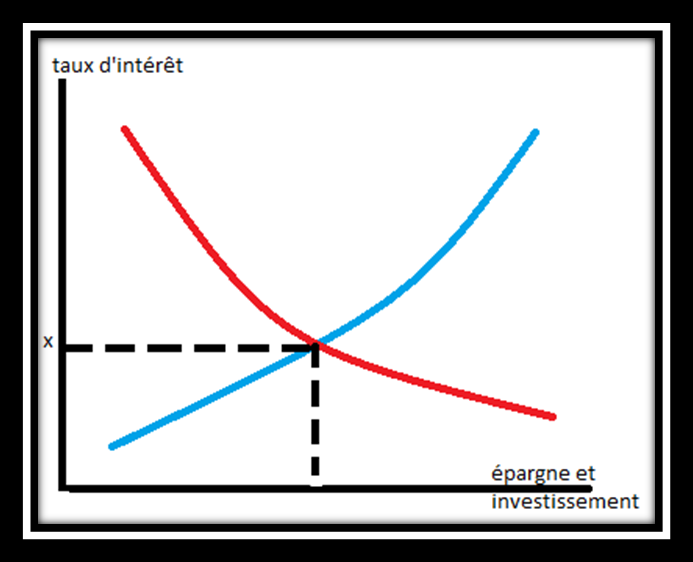 taux d'intérêt
x
épargne et
investissement